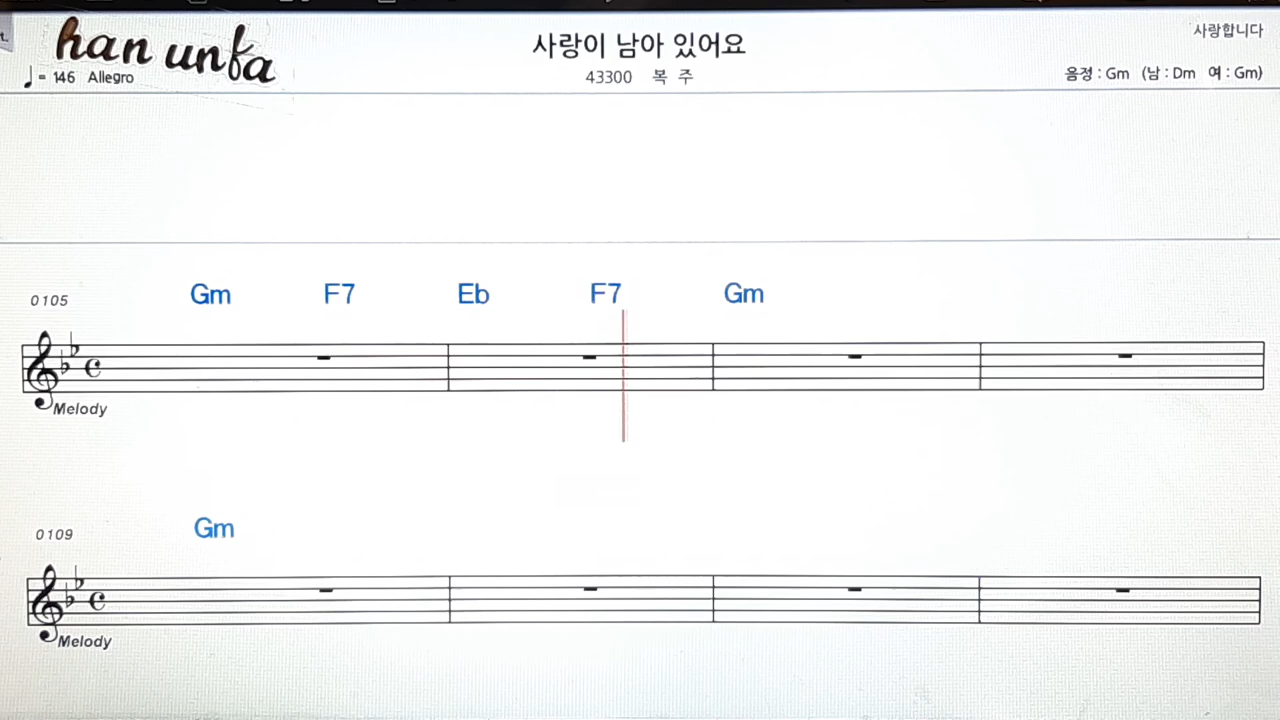 t.
han unfa
사랑이 남아 있어요
사랑합니다
♩= 146 Allegro
43300 복 주
음정 : Gm (남 : Dm 여 : Gm)
Gm F7 Eb F7 Gm
0105
Melody
Gm
0109
Melody